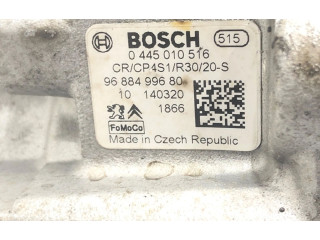 BOSCH 515
0 445 010 516
CR/CP4S1/R30/20-S
96 884 996 80
10 140320
1866
FoMoCo
Made in Czech Republic